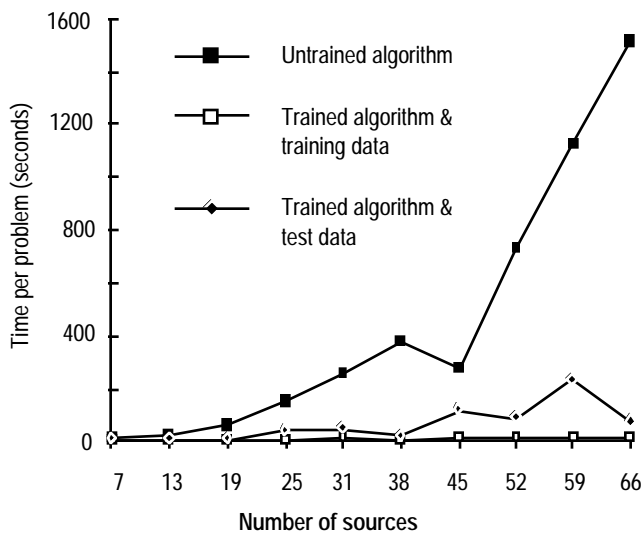 1600
1200
800
400
0
Time per problem (seconds)
Untrained algorithm
Trained algorithm &
training data
Trained algorithm &
test data
7 13 19 25 31 38 45 52 59 66
Number of sources